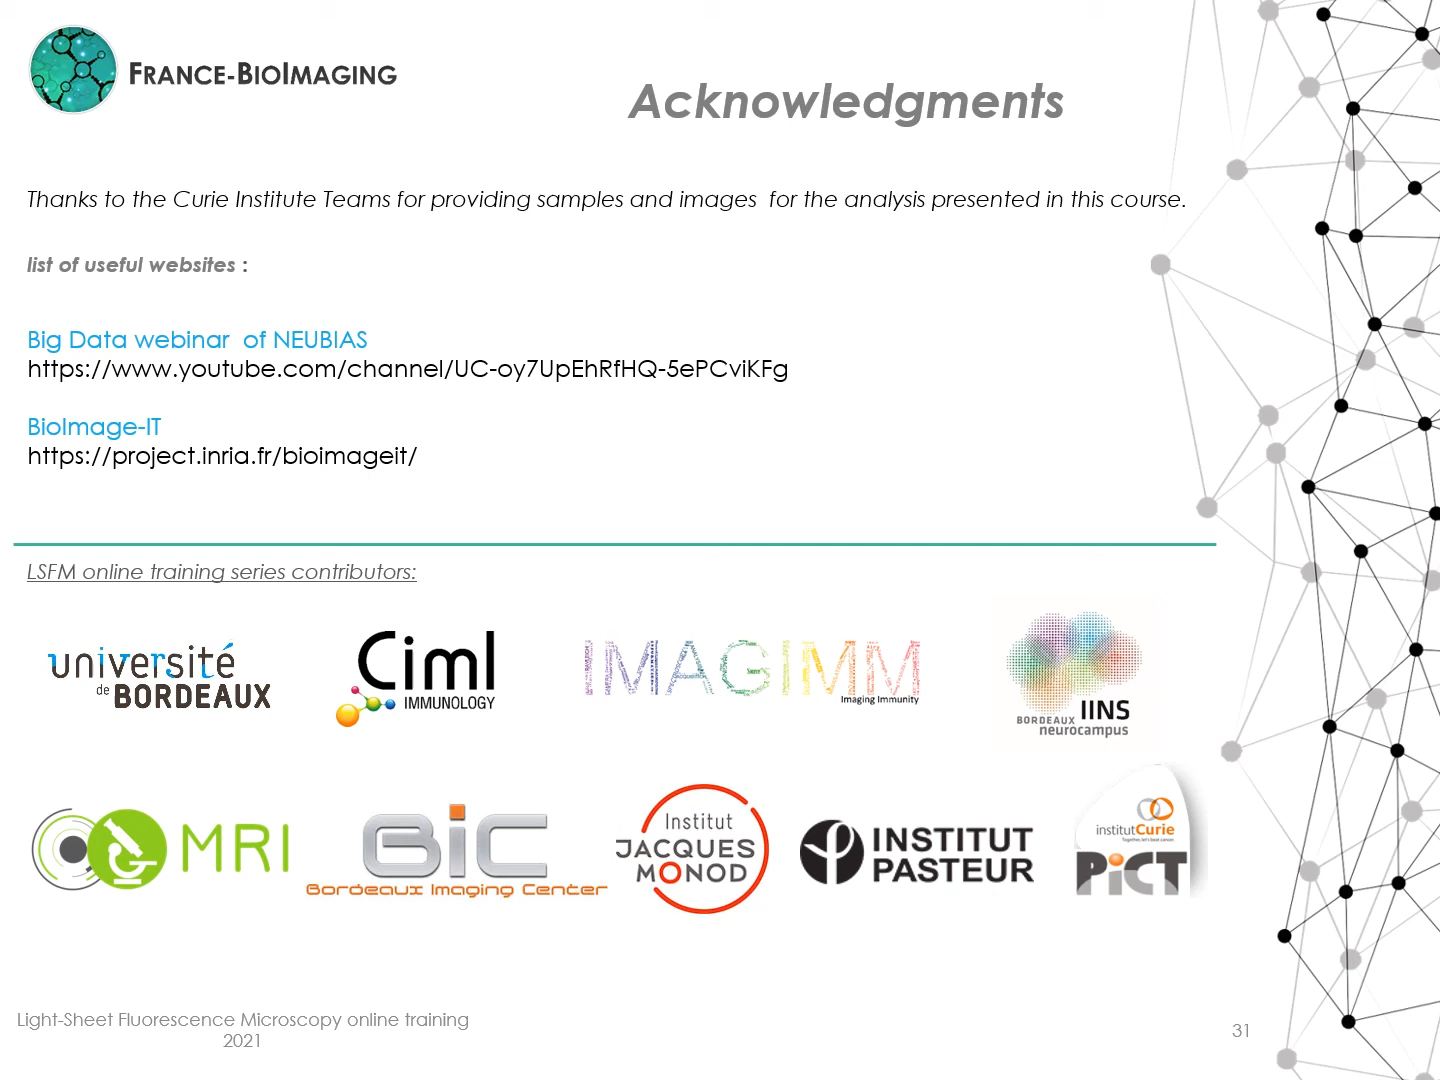 FRANCE-BIOIMAGING
Acknowledgments
Thanks to the Curie Institute Teams for providing samples and images  for the analysis presented in this course.
list of useful websites :
Big Data webinar  of NEUBIAS
https://www.youtube.com/channel/UC-oy7UpEhRfHQ-5ePCviKFg
BioImage-IT
https://project.inria.fr/bioimageit/
LSFM online training series contributors:
université
de BORDEAUX
Ciml
IMMUNOLOGY
IMAGIMM
Imaging Immunity
BORDEAUX IINS
neurocampus
MRI
BiC
Bordeaux Imaging Center
Institut
JACQUES
MONOD
INSTITUT
PASTEUR
institutCurie
Together, let's beat cancer.
PiCT
Light-Sheet Fluorescence Microscopy online training
2021
31